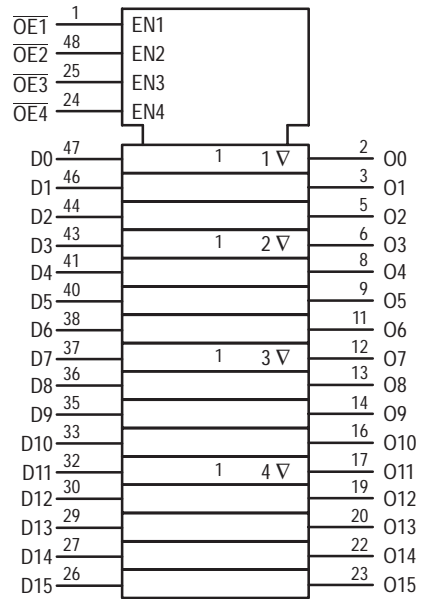 OE1 1 EN1
OE2 48 EN2
OE3 25 EN3
OE4 24 EN4
D0 47 1 1 ∇ 2 O0
D1 46 3 O1
D2 44 5 O2
D3 43 1 2 ∇ 6 O3
D4 41 8 O4
D5 40 9 O5
D6 38 11 O6
D7 37 1 3 ∇ 12 O7
D8 36 13 O8
D9 35 14 O9
D10 33 16 O10
D11 32 1 4 ∇ 17 O11
D12 30 19 O12
D13 29 20 O13
D14 27 22 O14
D15 26 23 O15